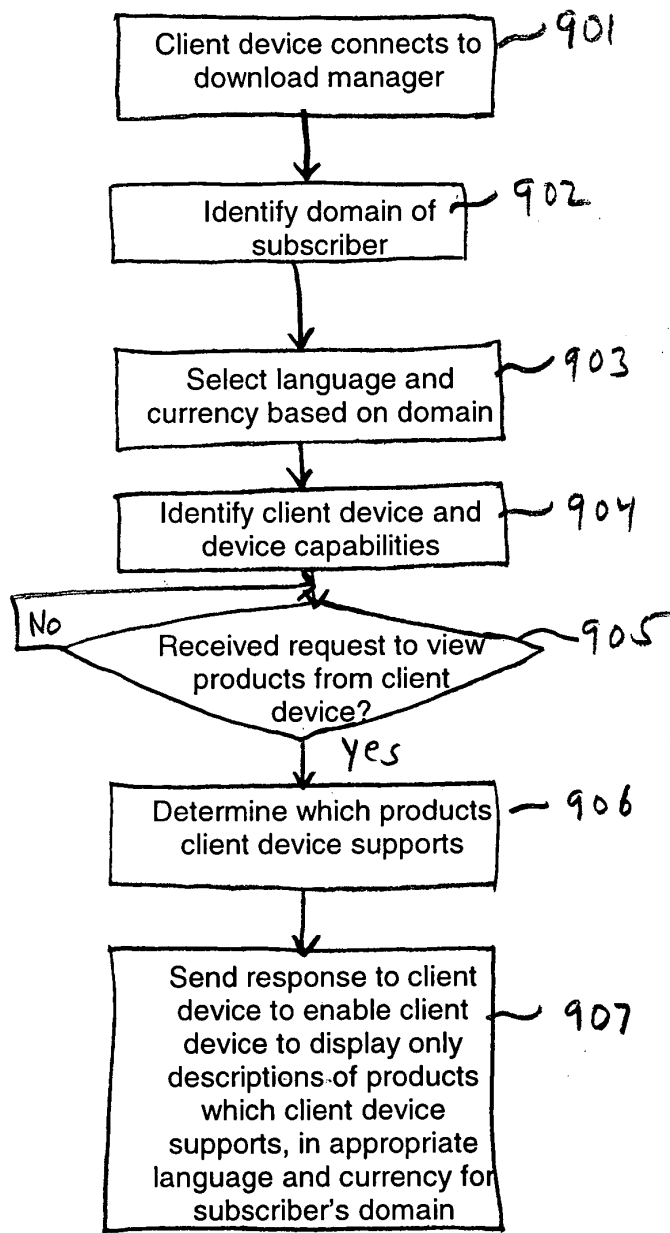 Client device connects to
download manager
901
Identify domain of
subscriber
902
Select language and
currency based on domain
903
Identify client device and
device capabilities
904
No
Received request to view
products from client
device?
905
Yes
Determine which products
client device supports
906
Send response to client
device to enable client
device to display only
descriptions of products
which client device
supports, in appropriate
language and currency for
subscriber's domain
907